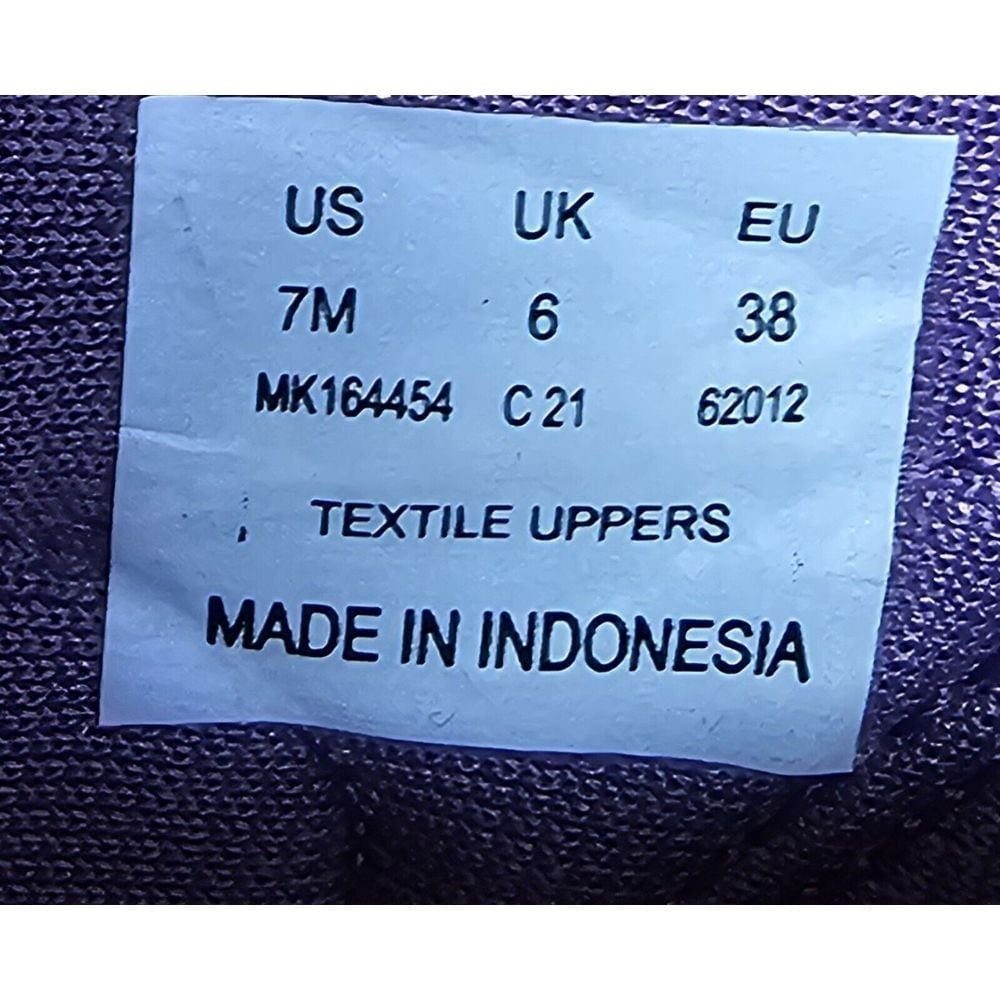 US UK EU
7M 6 38
MK164454 C 21 62012
TEXTILE UPPERS
MADE IN INDONESIA